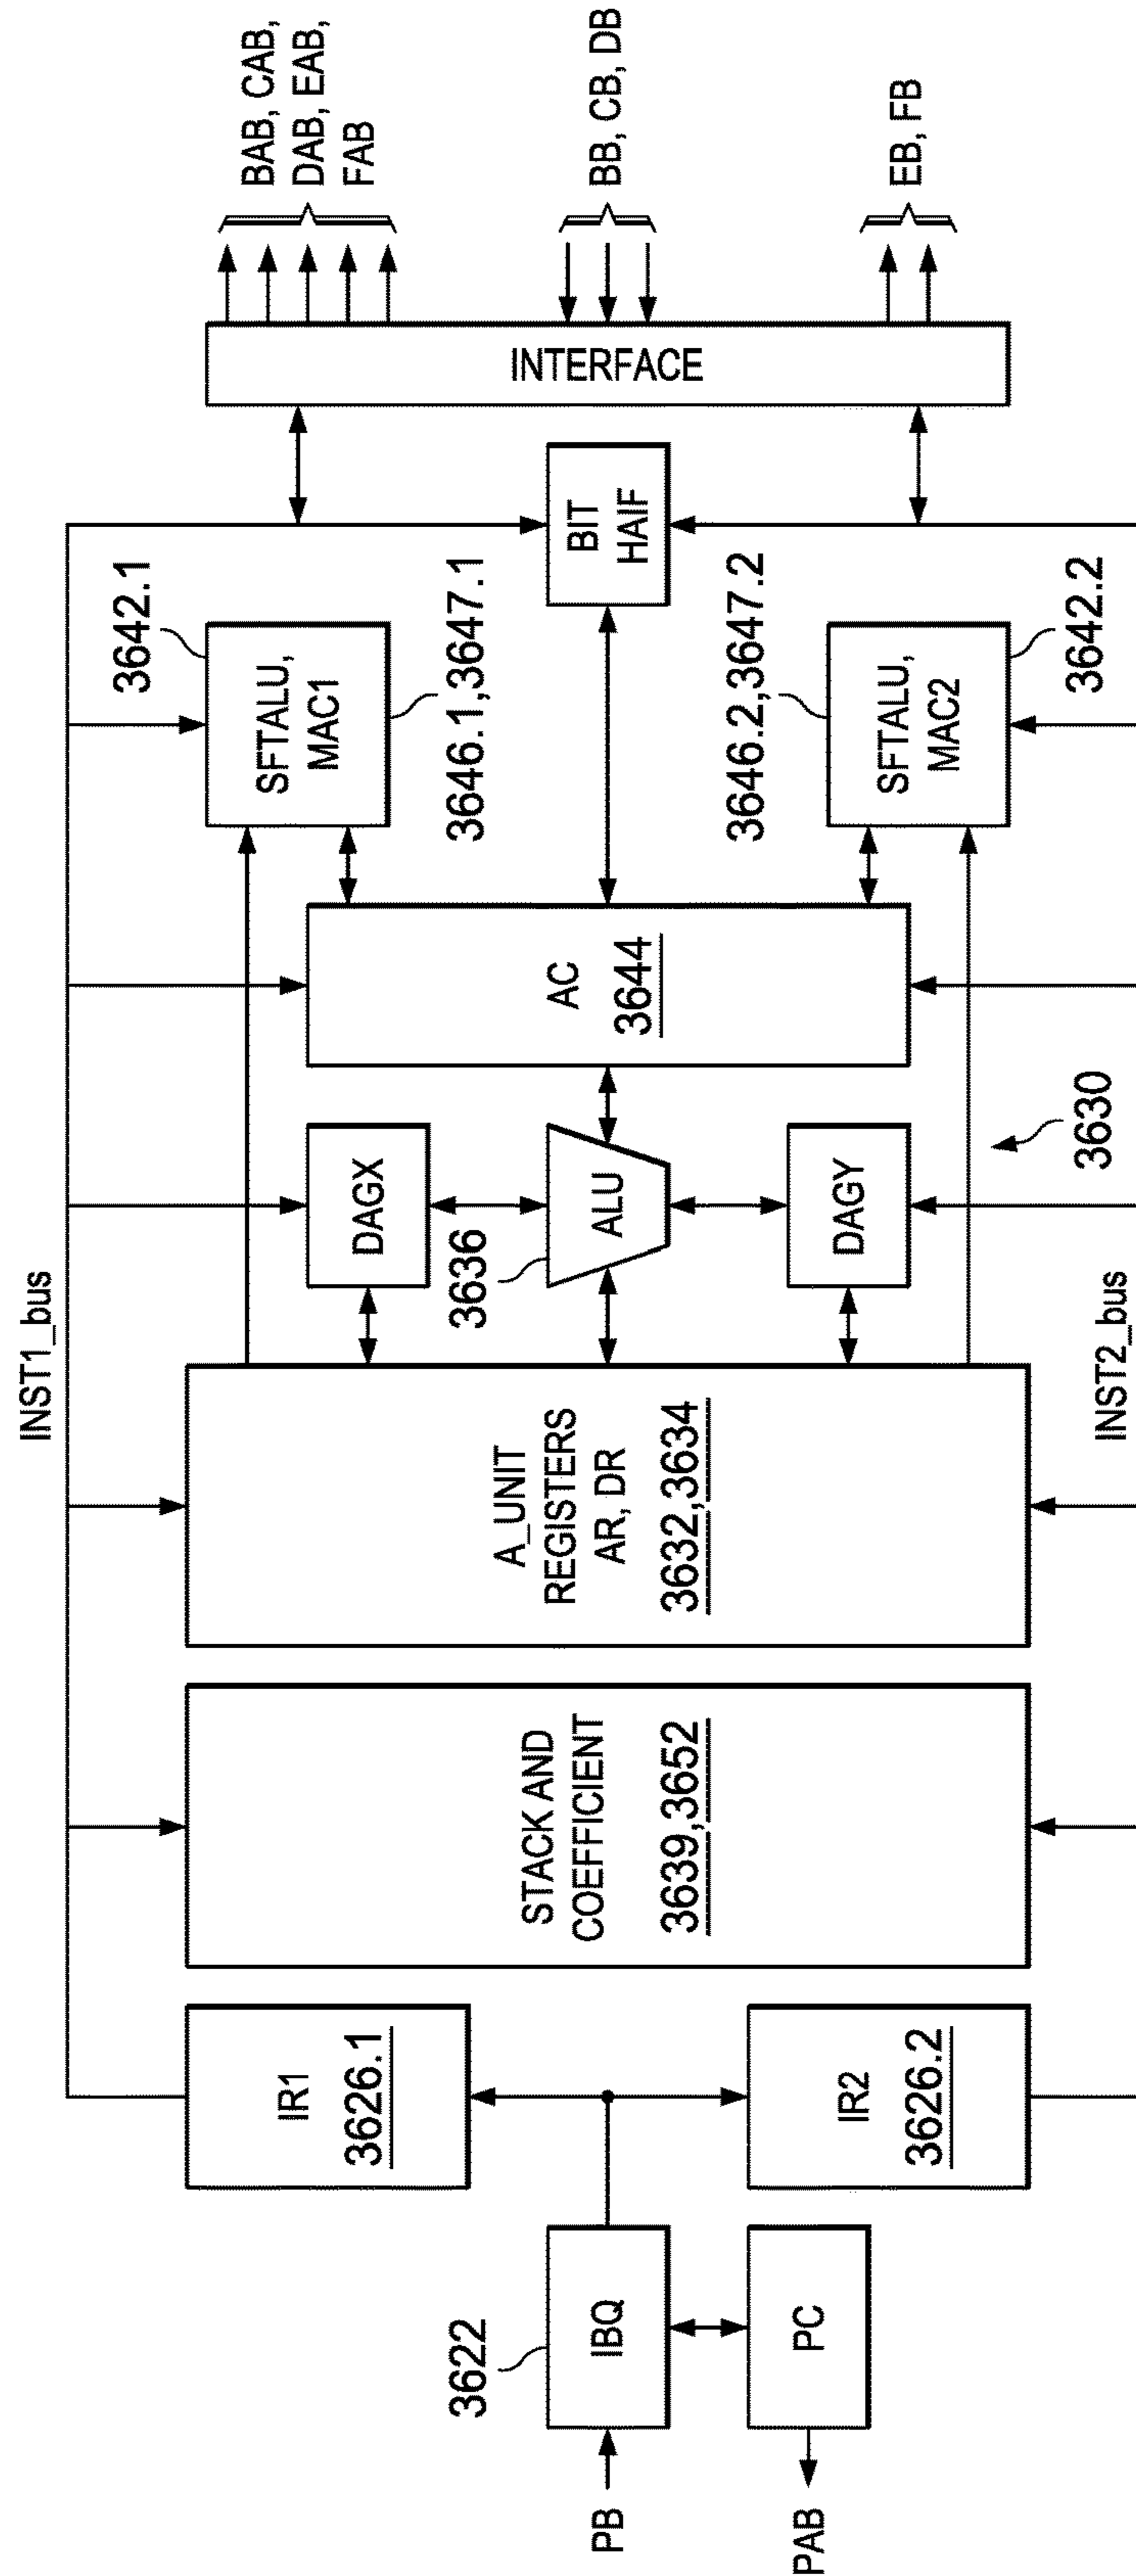 INST1_bus
PB
IBQ
3622
PC
PAB
IR1
3626.1
IR2
3626.2
STACK AND
COEFFICIENT
3639,3652
A_UNIT
REGISTERS
AR, DR
3632,3634
DAGX
3636
ALU
DAGY
3630
AC
3644
3642.1
SFTALU,
MAC1
3646.1,3647.1
3646.2,3647.2
SFTALU,
MAC2
3642.2
BIT
HAIF
INTERFACE
BAB, CAB,
DAB, EAB,
FAB
BB, CB, DB
EB, FB
INST2_bus